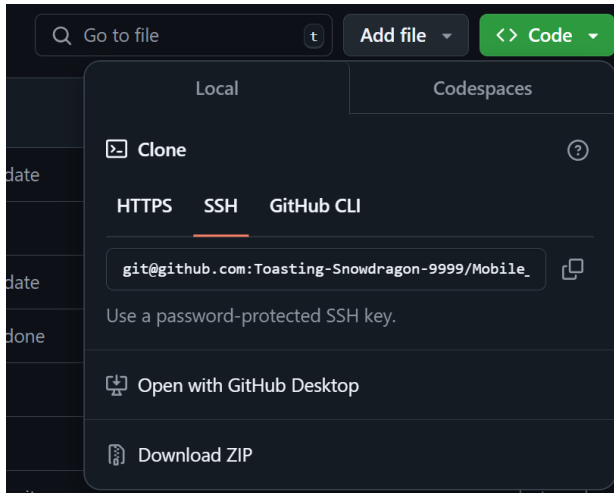 Go to file t Add file <> Code
Local Codespaces
Clone
date
HTTPS SSH GitHub CLI
git@github.com:Toasting-Snowdragon-9999/Mobile_
date
Use a password-protected SSH key.
done
Open with GitHub Desktop
Download ZIP